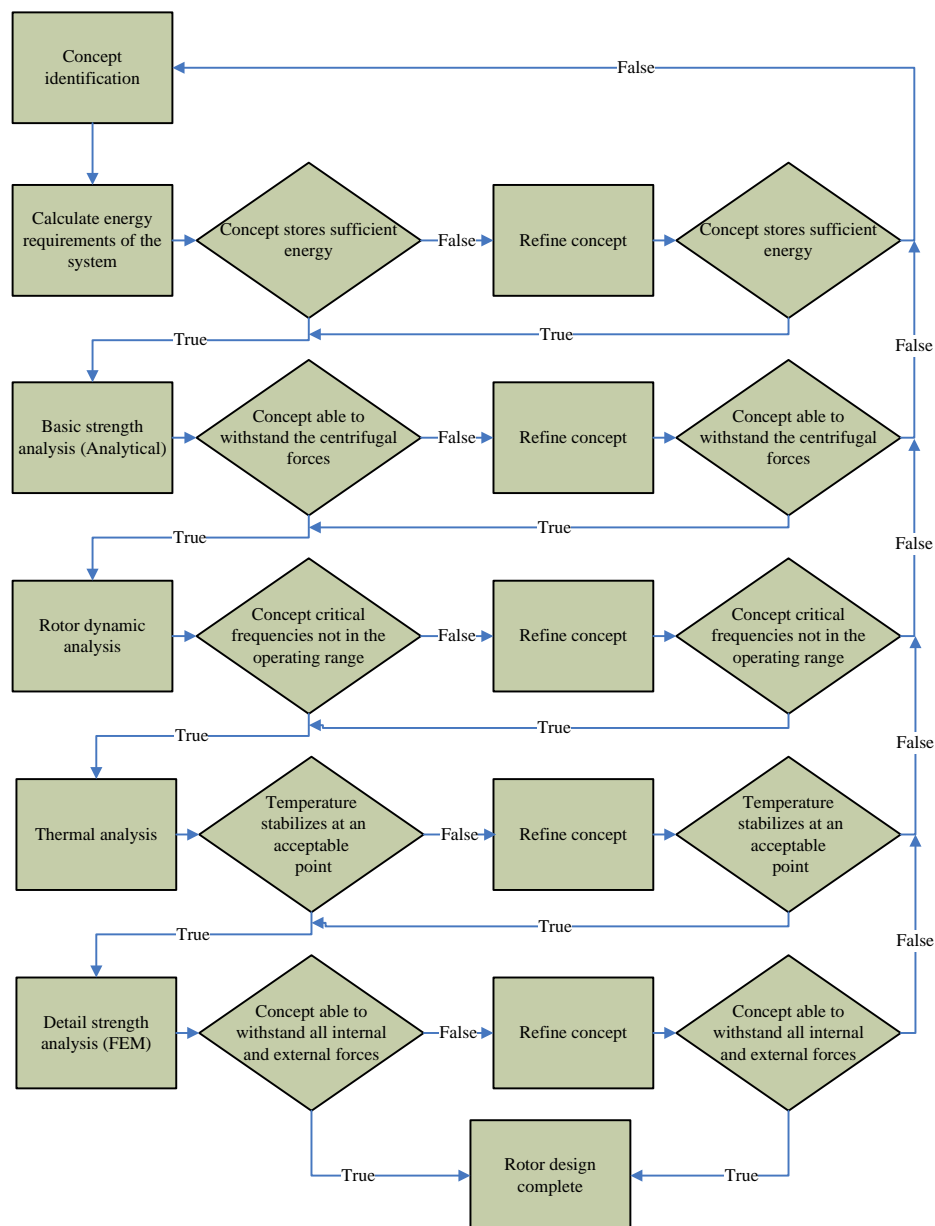 Concept
identification
False
Calculate energy
requirements of the
system
Concept stores sufficient
energy
False
Refine concept
Concept stores sufficient
energy
True
True
False
Basic strength
analysis (Analytical)
Concept able to
withstand the centrifugal
forces
False
Refine concept
Concept able to
withstand the centrifugal
forces
True
True
False
Rotor dynamic
analysis
Concept critical
frequencies not in the
operating range
False
Refine concept
Concept critical
frequencies not in the
operating range
True
True
False
Thermal analysis
Temperature
stabilizes at an
acceptable
point
False
Refine concept
Temperature
stabilizes at an
acceptable
point
True
True
False
Detail strength
analysis (FEM)
Concept able to
withstand all internal
and external forces
False
Refine concept
Concept able to
withstand all internal
and external forces
True
Rotor design
complete
True